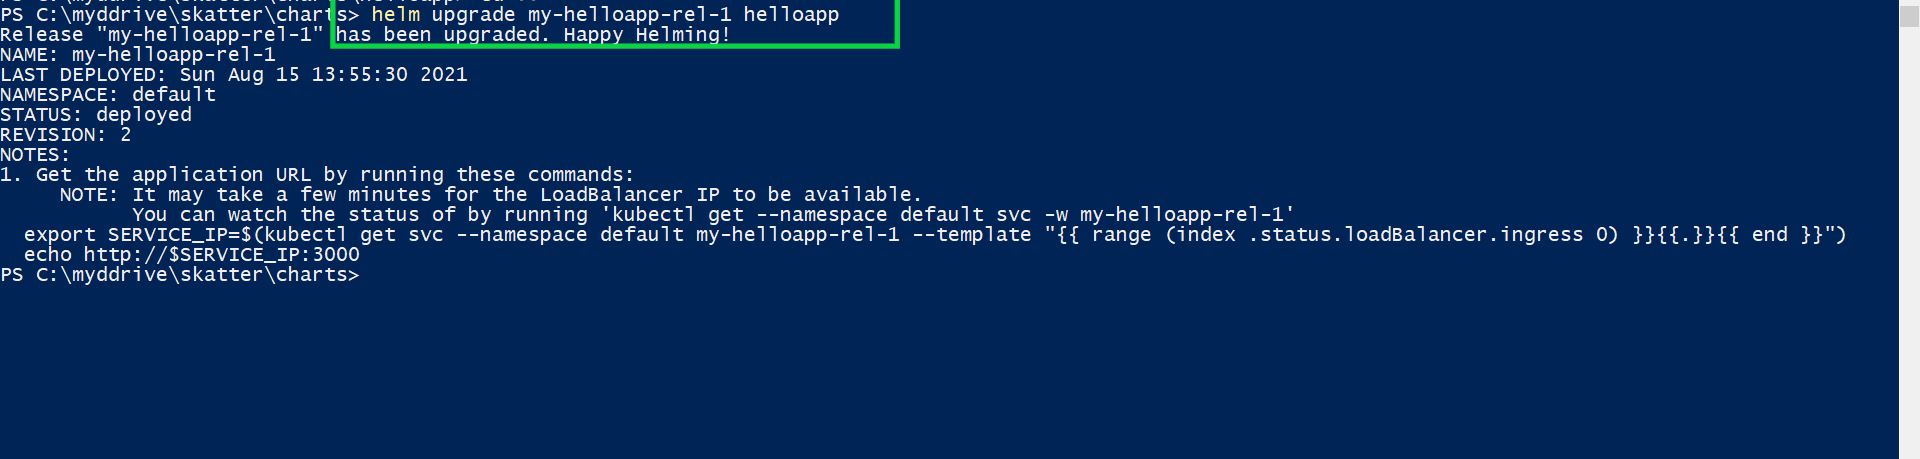 PS C:\myddrive\skatter\charts> helm upgrade my-helloapp-rel-1 helloapp
Release "my-helloapp-rel-1" has been upgraded. Happy Helming!
NAME: my-helloapp-rel-1
LAST DEPLOYED: Sun Aug 15 13:55:30 2021
NAMESPACE: default
STATUS: deployed
REVISION: 2
NOTES:
1. Get the application URL by running these commands:
     NOTE: It may take a few minutes for the LoadBalancer IP to be available.
           You can watch the status of by running 'kubectl get --namespace default svc -w my-helloapp-rel-1'
  export SERVICE_IP=$(kubectl get svc --namespace default my-helloapp-rel-1 --template "{{ range (index .status.loadBalancer.ingress 0) }}{{.}}{{ end }}")
  echo http://$SERVICE_IP:3000
PS C:\myddrive\skatter\charts>